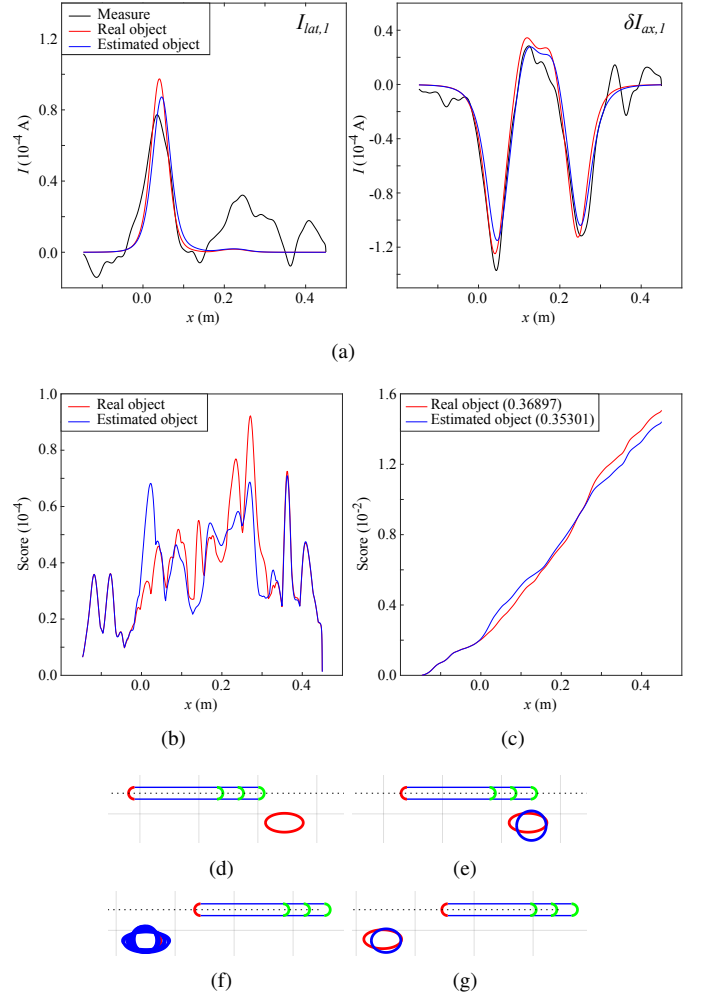 Measure
Real object
Estimated object
I_{lat,1}
I (10^{-4} A)
1.2
0.8
0.4
0.0
0.0
0.2
0.4
x (m)
δI_{ax,1}
I (10^{-4} A)
0.4
0.0
-0.4
-0.8
-1.2
0.0
0.2
0.4
x (m)
(a)
Real object
Estimated object
Score (10^{-4})
1.0
0.8
0.6
0.4
0.2
0.0
0.0
0.2
0.4
x (m)
(b)
Real object (0.36897)
Estimated object (0.35301)
Score (10^{-2})
1.6
1.2
0.8
0.4
0.0
0.0
0.2
0.4
x (m)
(c)
(d)
(e)
(f)
(g)